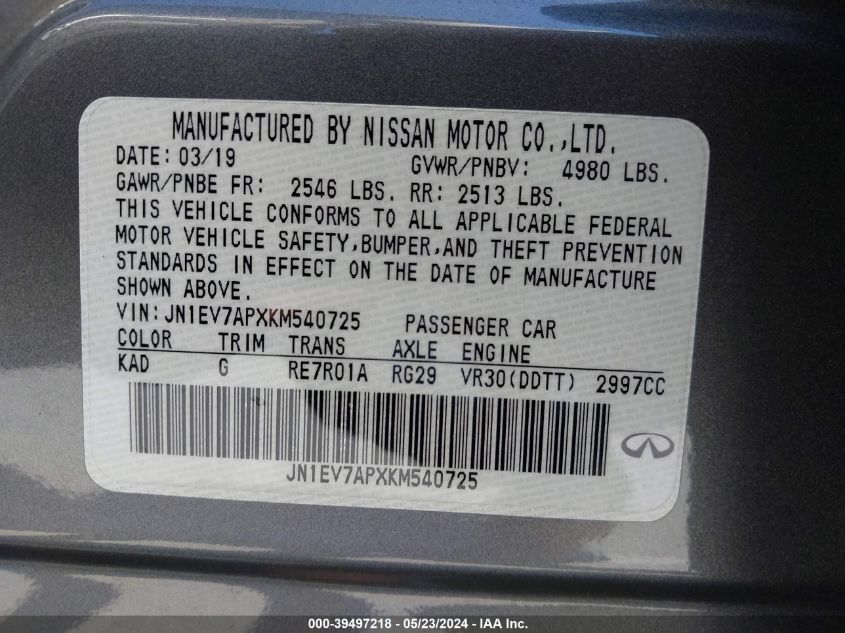 MANUFACTURED BY NISSAN MOTOR CO.,LTD.
DATE: 03/19 GVWR/PNBV: 4980 LBS.
GAWR/PNBE FR: 2546 LBS. RR: 2513 LBS.
THIS VEHICLE CONFORMS TO ALL APPLICABLE FEDERAL
MOTOR VEHICLE SAFETY,BUMPER,AND THEFT PREVENTION
STANDARDS IN EFFECT ON THE DATE OF MANUFACTURE
SHOWN ABOVE.
VIN:JN1EV7APXKM540725 PASSENGER CAR
COLOR TRIM TRANS AXLE ENGINE
KAD G RE7R01A RG29 VR30(DDTT) 2997CC
JN1EV7APXKM540725
000-39497218 - 05/23/2024 - IAAI.com